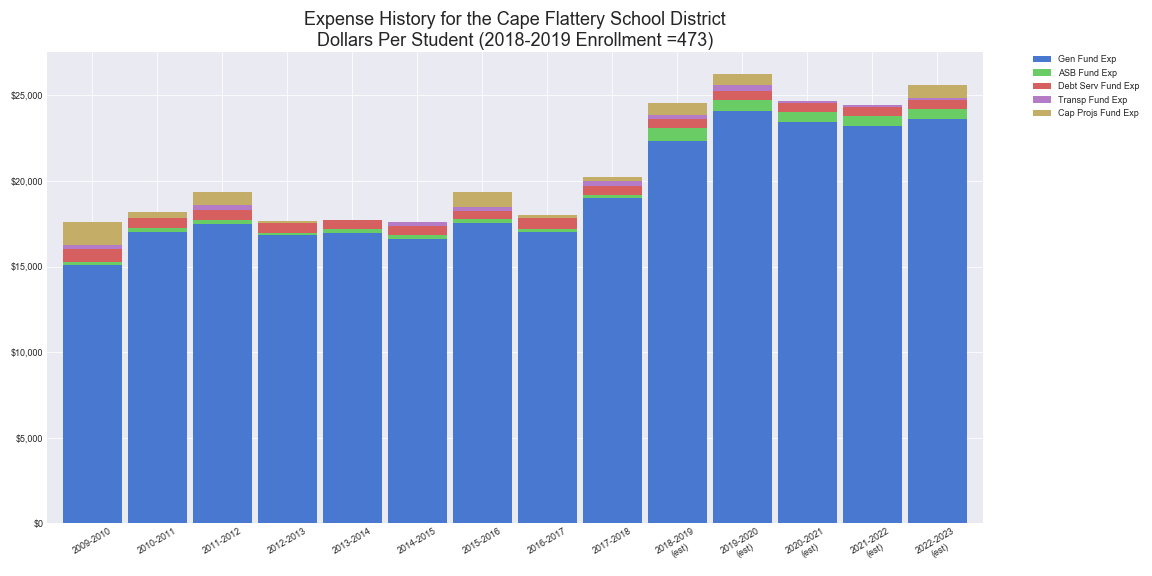 Expense History for the Cape Flattery School District
Dollars Per Student (2018-2019 Enrollment =473)
Gen Fund Exp
ASB Fund Exp
Debt Serv Fund Exp
Transp Fund Exp
Cap Projs Fund Exp
$25,000
$20,000
$15,000
$10,000
$5,000
$0
2009-2010
2010-2011
2011-2012
2012-2013
2013-2014
2014-2015
2015-2016
2016-2017
2017-2018
2018-2019
(est)
2019-2020
(est)
2020-2021
(est)
2021-2022
(est)
2022-2023
(est)